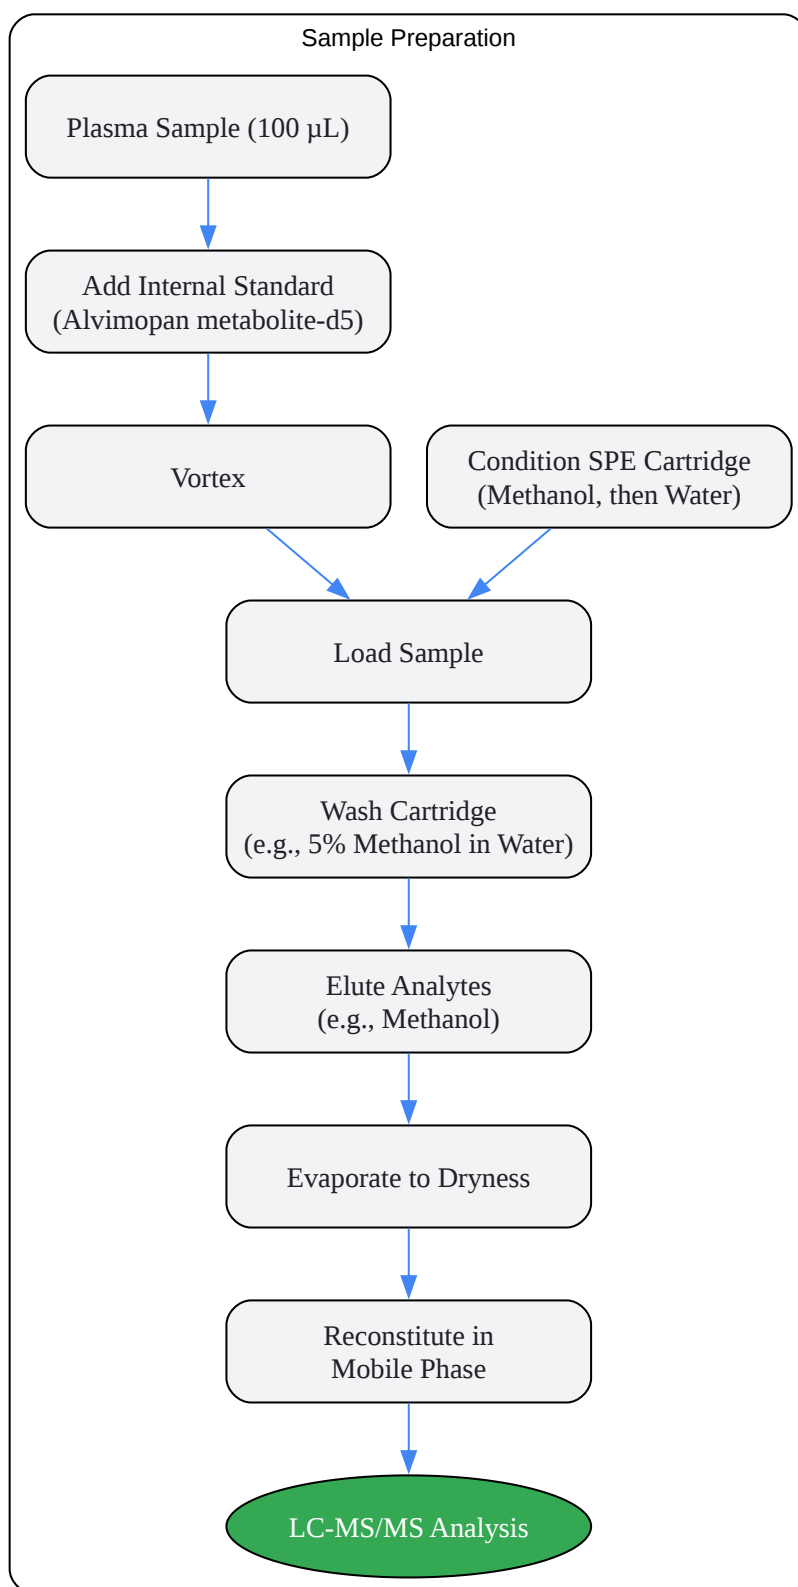 Sample Preparation
Plasma Sample (100 µL)
Add Internal Standard
(Alvimopan metabolite-d5)
Vortex
Condition SPE Cartridge
(Methanol, then Water)
Load Sample
Wash Cartridge
(e.g., 5% Methanol in Water)
Elute Analytes
(e.g., Methanol)
Evaporate to Dryness
Reconstitute in
Mobile Phase
LC-MS/MS Analysis